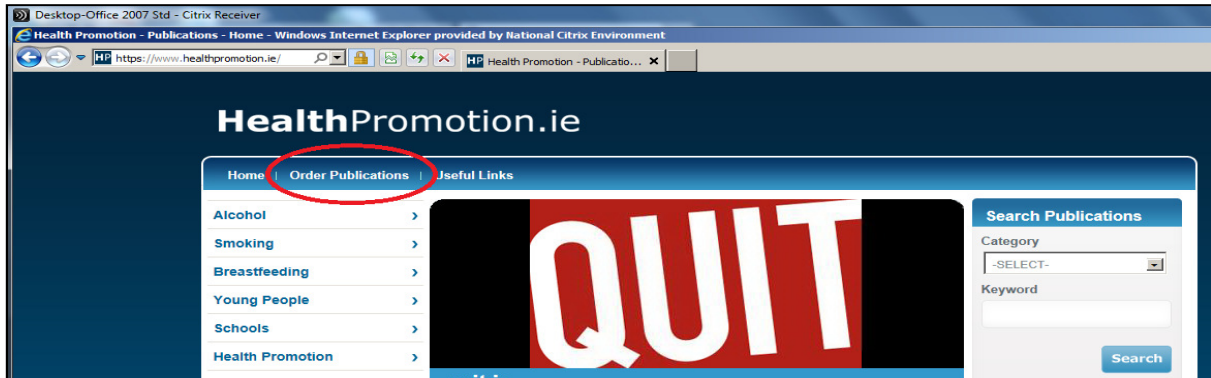 Desktop-Office 2007 Std - Citrix Receiver
Health Promotion - Publications - Home - Windows Internet Explorer provided by National Citrix Environment
HP https://www.healthpromotion.ie/
HP Health Promotion - Publicatio...
HealthPromotion.ie
Home | Order Publications | Useful Links
Alcohol
Smoking
Breastfeeding
Young People
Schools
Health Promotion
QUIT
Search Publications
Category
-SELECT-
Keyword
Search